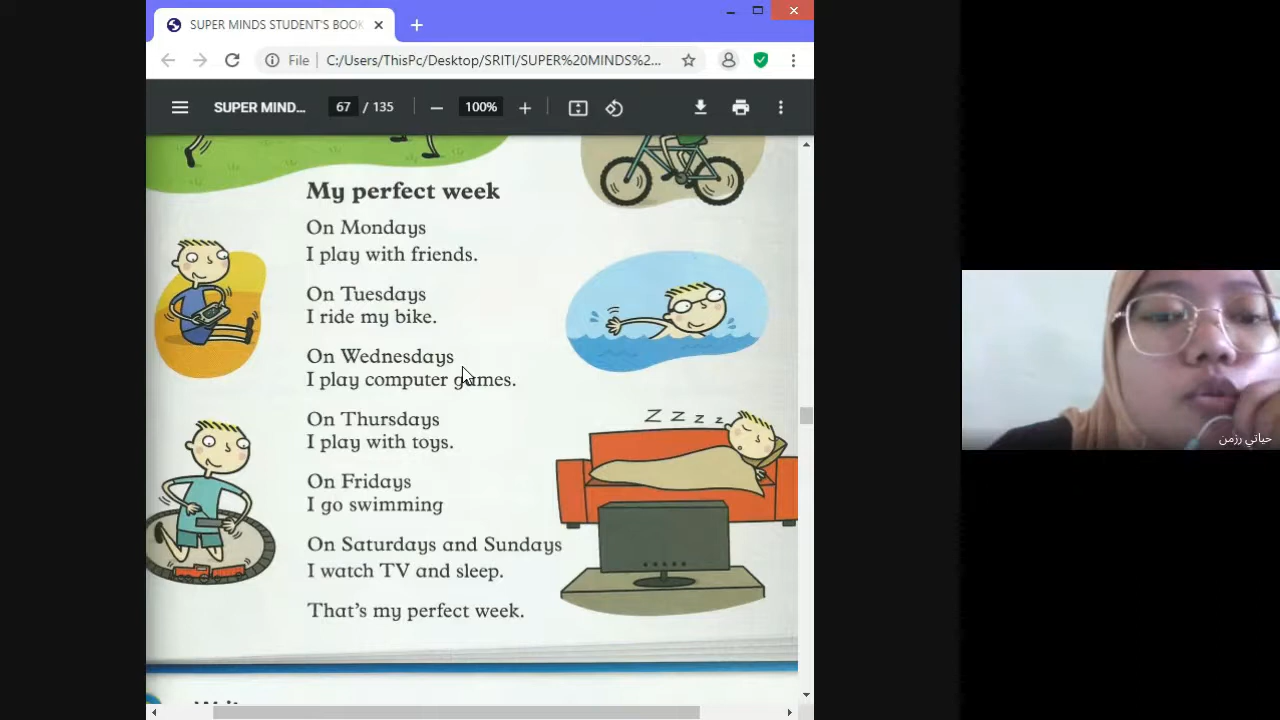 SUPER MINDS STUDENT'S BOOK
File
C:/Users/ThisPc/Desktop/SRITI/SUPER%20MINDS%2...
SUPER MIND...
67 / 135
100%
My perfect week
On Mondays
I play with friends.
On Tuesdays
I ride my bike.
On Wednesdays
I play computer games.
On Thursdays
I play with toys.
On Fridays
I go swimming
On Saturdays and Sundays
I watch TV and sleep.
That's my perfect week.
Z Z Z Z
حياتي رزمن